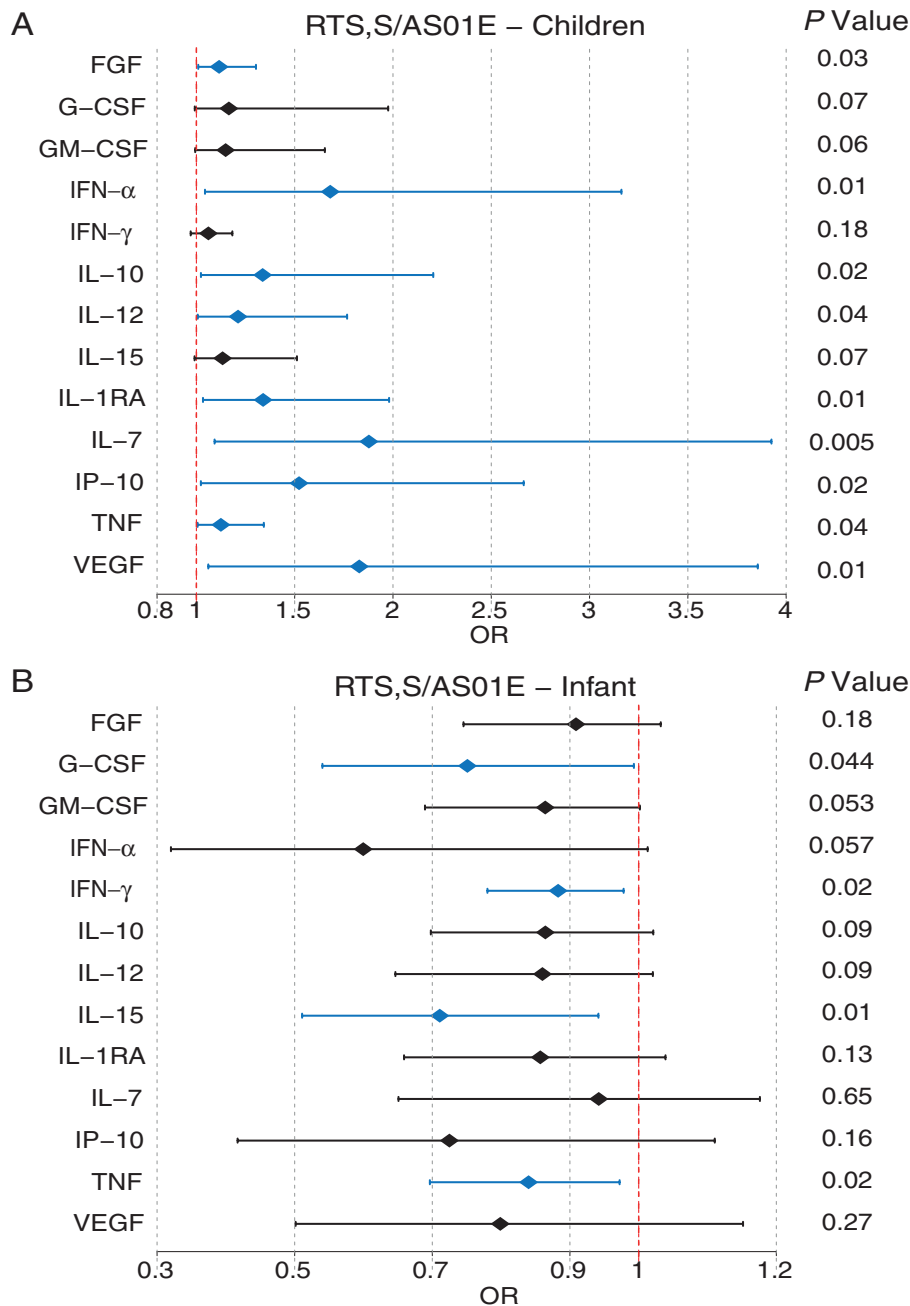 A RTS,S/AS01E – Children P Value
FGF 0.03
G–CSF 0.07
GM–CSF 0.06
IFN–α 0.01
IFN–γ 0.18
IL–10 0.02
IL–12 0.04
IL–15 0.07
IL–1RA 0.01
IL–7 0.005
IP–10 0.02
TNF 0.04
VEGF 0.01
0.8 1 1.5 2 2.5 3 3.5 4
OR
B RTS,S/AS01E – Infant P Value
FGF 0.18
G–CSF 0.044
GM–CSF 0.053
IFN–α 0.057
IFN–γ 0.02
IL–10 0.09
IL–12 0.09
IL–15 0.01
IL–1RA 0.13
IL–7 0.65
IP–10 0.16
TNF 0.02
VEGF 0.27
0.3 0.5 0.7 0.9 1 1.2
OR